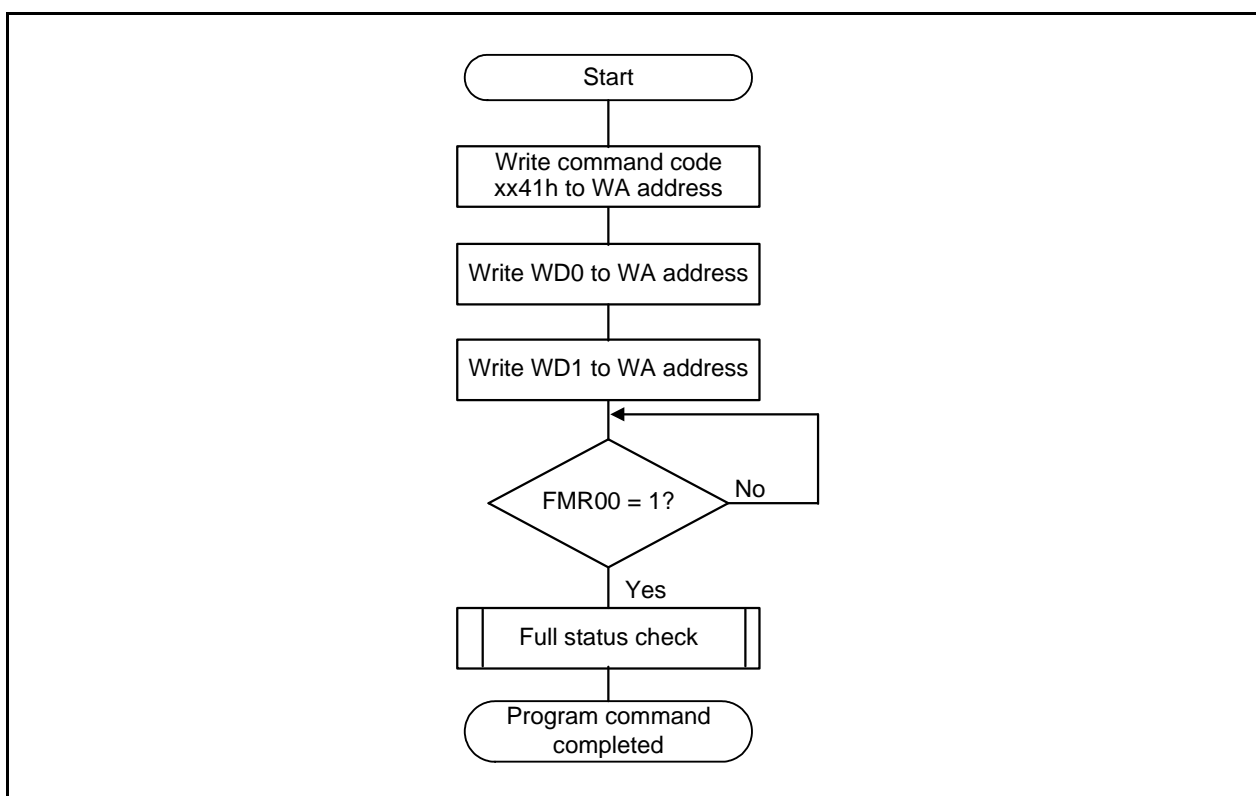 Start
Write command code
xx41h to WA address
Write WD0 to WA address
Write WD1 to WA address
FMR00 = 1?
No
Yes
Full status check
Program command
completed